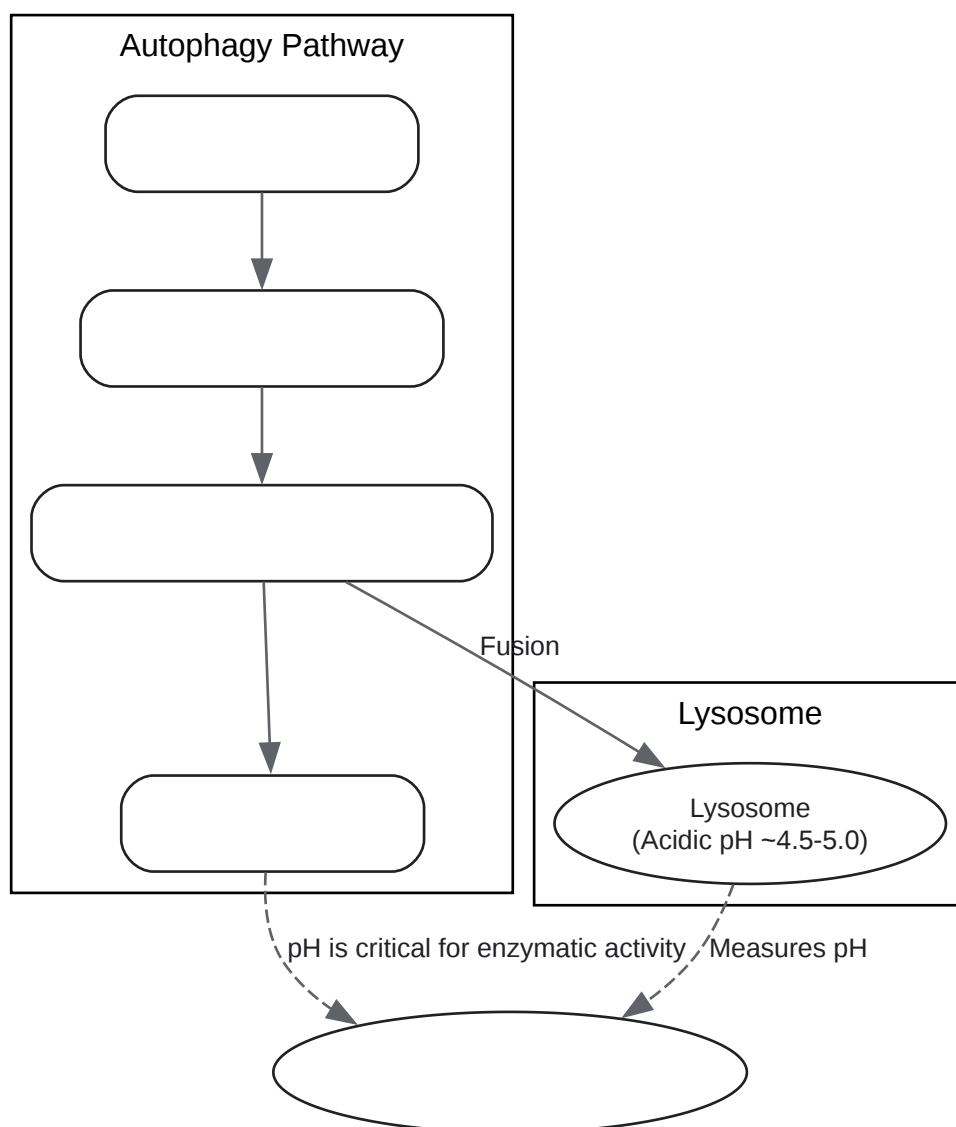 Autophagy Pathway
Fusion
Lysosome
Lysosome
(Acidic pH ~4.5-5.0)
pH is critical for enzymatic activity
Measures pH